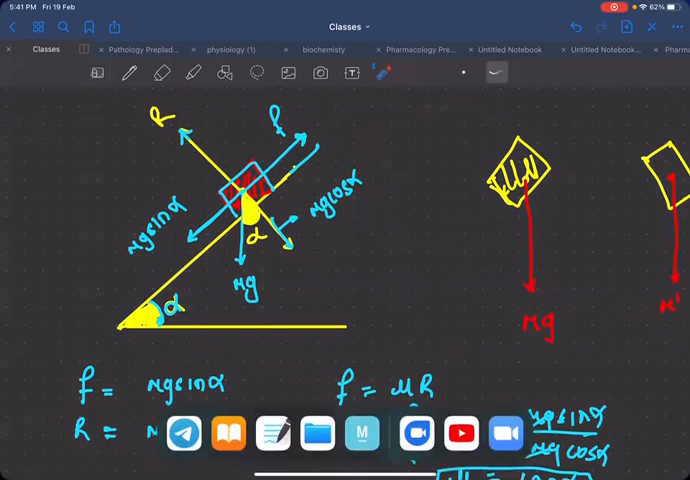 5:41 PM Fri 19 Feb
62%
Classes
Classes
Pathology Preplad...
physiology (1)
biochemisty
Pharmacology Pre...
Untitled Notebook
Untitled Notebook...
Pharma
R
f
mgsinα
mgcosα
α
mg
α
mg
M'
f = mgsinα
f = μR
R =
M
mgsinα
mgcosα